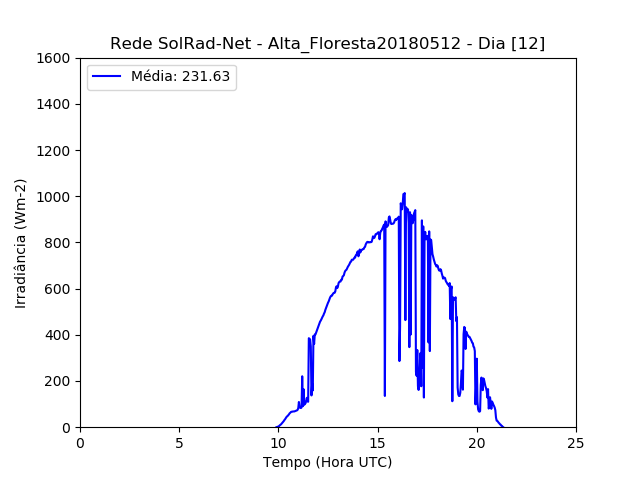 Rede SolRad-Net - Alta_Floresta20180512 - Dia [12]
Média: 231.63
Irradiância (Wm-2)
1600
1400
1200
1000
800
600
400
200
0
0 5 10 15 20 25
Tempo (Hora UTC)